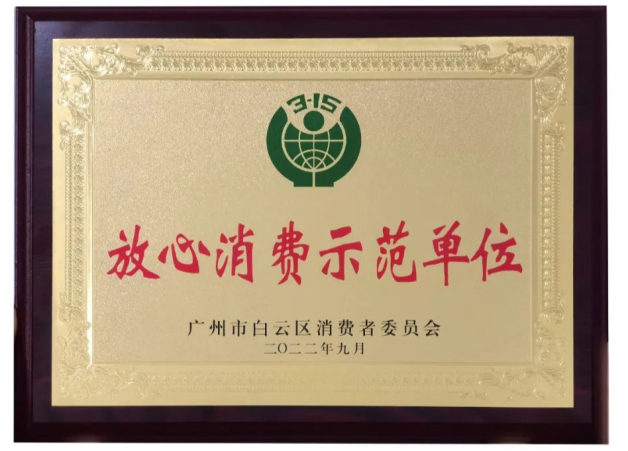 3·15
放心消费示范单位
广州市白云区消费者委员会
二〇二二年九月